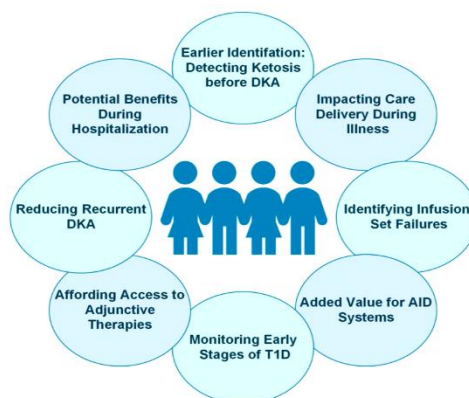 Earlier Identifation:
Detecting Ketosis
before DKA
Impacting Care
Delivery During
Illness
Identifying Infusion
Set Failures
Added Value for AID
Systems
Monitoring Early
Stages of T1D
Affording Access to
Adjunctive Therapies
Reducing Recurrent
DKA
Potential Benefits
During
Hospitalization